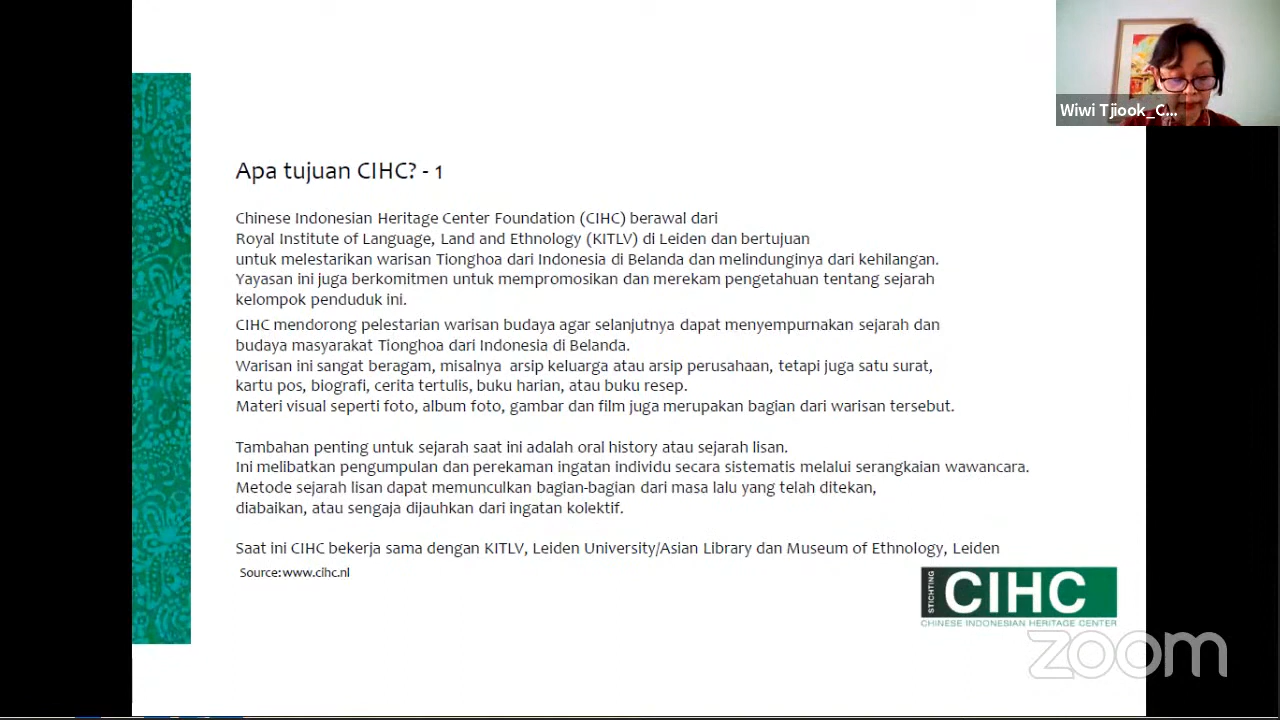 Wiwi Tjiook_C...
Apa tujuan CIHC? - 1
Chinese Indonesian Heritage Center Foundation (CIHC) berawal dari
Royal Institute of Language, Land and Ethnology (KITLV) di Leiden dan bertujuan
untuk melestarikan warisan Tionghoa dari Indonesia di Belanda dan melindunginya dari kehilangan.
Yayasan ini juga berkomitmen untuk mempromosikan dan merekam pengetahuan tentang sejarah
kelompok penduduk ini.
CIHC mendorong pelestarian warisan budaya agar selanjutnya dapat menyempurnakan sejarah dan
budaya masyarakat Tionghoa dari Indonesia di Belanda.
Warisan ini sangat beragam, misalnya arsip keluarga atau arsip perusahaan, tetapi juga satu surat,
kartu pos, biografi, cerita tertulis, buku harian, atau buku resep.
Materi visual seperti foto, album foto, gambar dan film juga merupakan bagian dari warisan tersebut.
Tambahan penting untuk sejarah saat ini adalah oral history atau sejarah lisan.
Ini melibatkan pengumpulan dan perekaman ingatan individu secara sistematis melalui serangkaian wawancara.
Metode sejarah lisan dapat memunculkan bagian-bagian dari masa lalu yang telah ditekan,
diabaikan, atau sengaja dijauhkan dari ingatan kolektif.
Saat ini CIHC bekerja sama dengan KITLV, Leiden University/Asian Library dan Museum of Ethnology, Leiden
Source: www.cihc.nl
STICHTING
CIHC
CHINESE INDONESIAN HERITAGE CENTER
zoom